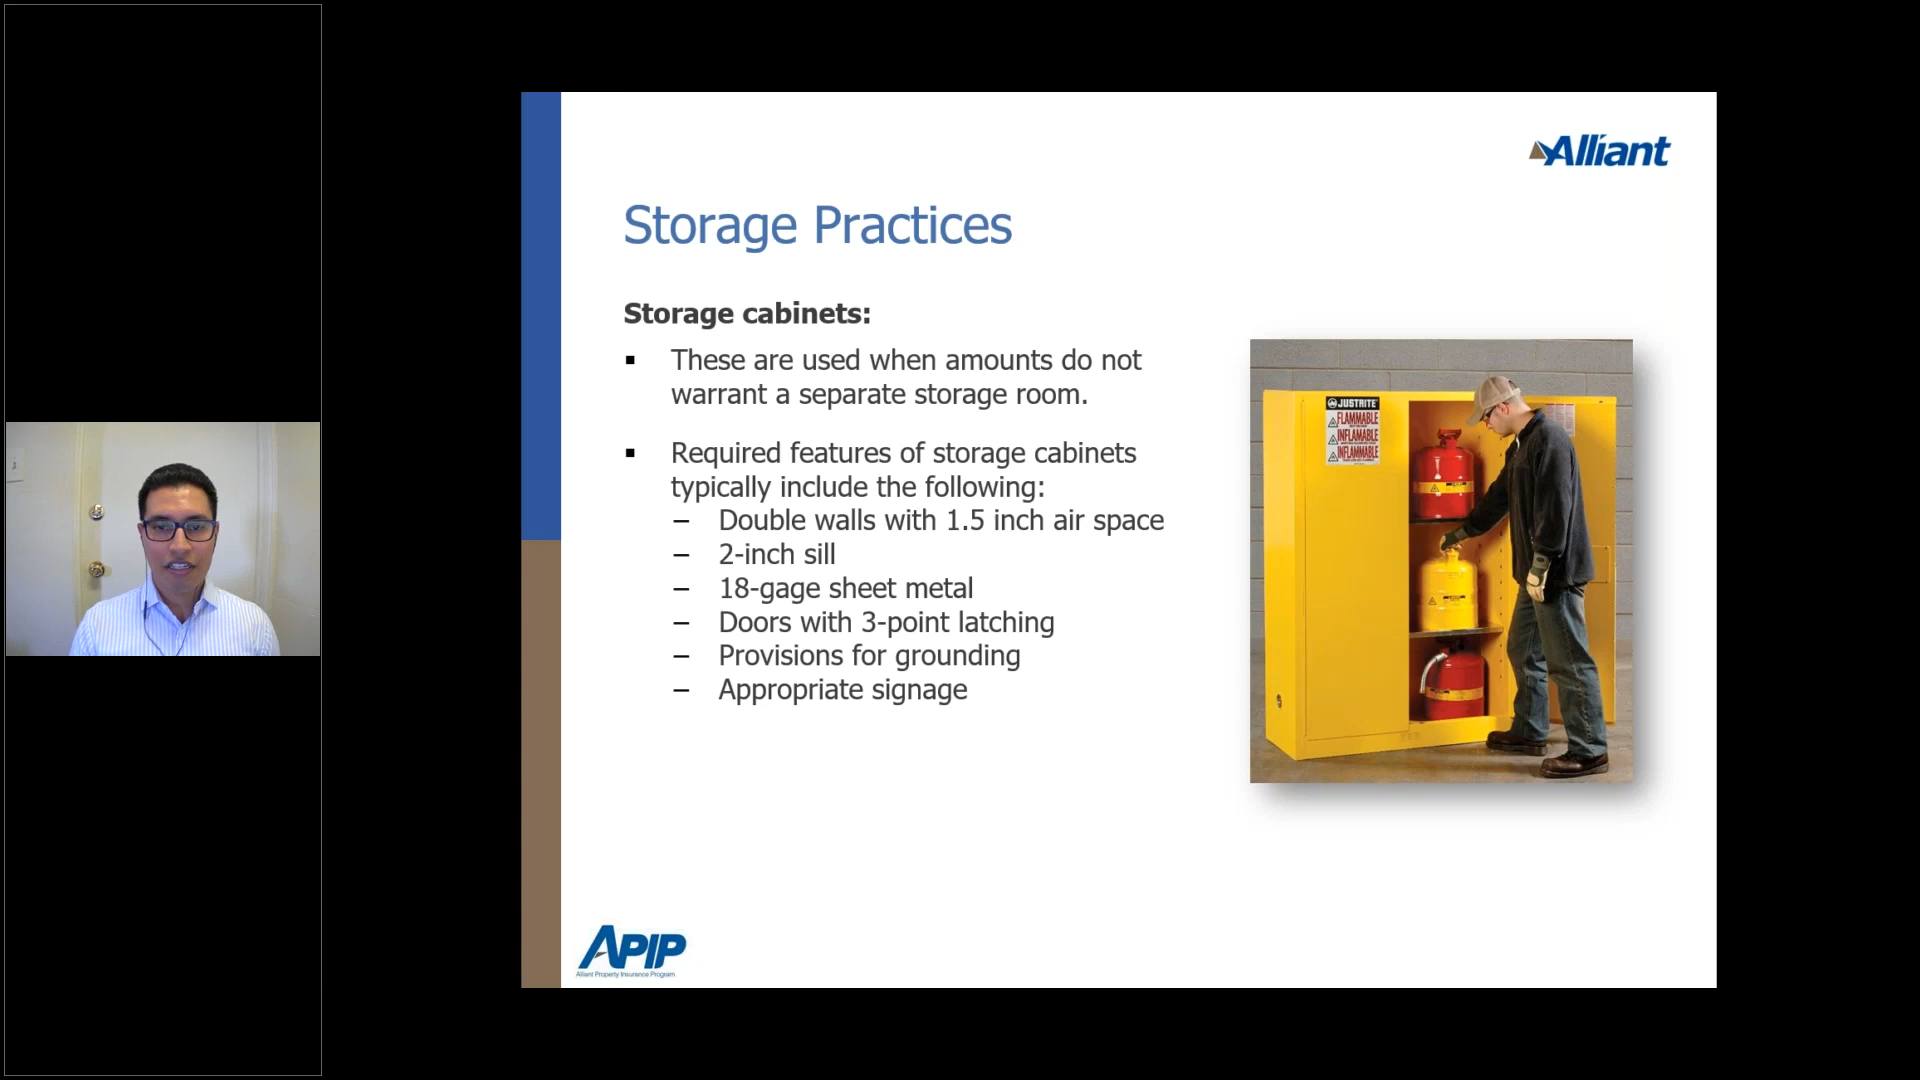 Alliant
Storage Practices
Storage cabinets:
▪ These are used when amounts do not
warrant a separate storage room.
▪ Required features of storage cabinets
typically include the following:
– Double walls with 1.5 inch air space
– 2-inch sill
– 18-gage sheet metal
– Doors with 3-point latching
– Provisions for grounding
– Appropriate signage
JUSTRITE
FLAMMABLE
INFLAMABLE
INFLAMMABLE
APIP
Alliant Property Insurance Program